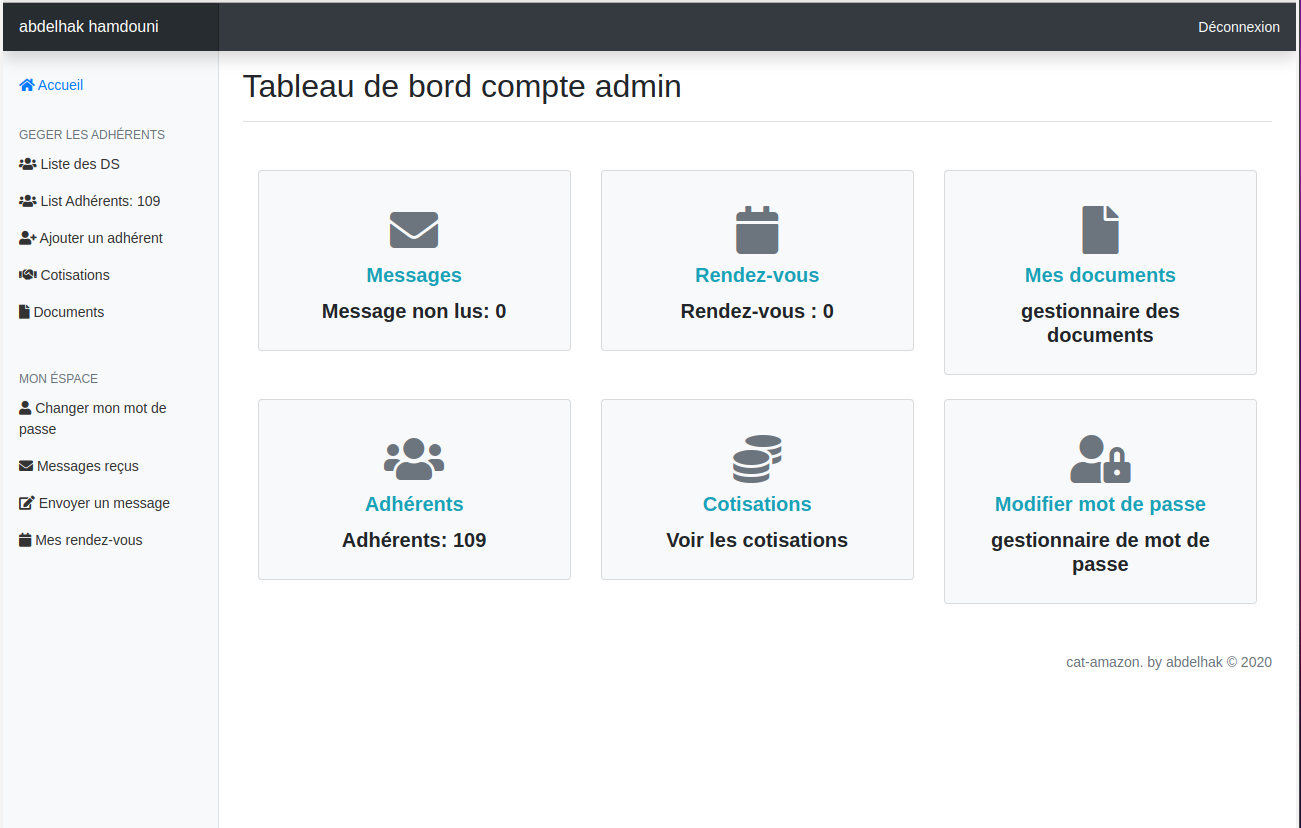 abdelhak hamdouni
Déconnexion
Accueil
GEGER LES ADHÉRENTS
Liste des DS
List Adhérents: 109
Ajouter un adhérent
Cotisations
Documents
MON ÉSPACE
Changer mon mot de
passe
Messages reçus
Envoyer un message
Mes rendez-vous
Tableau de bord compte admin
Messages
Message non lus: 0
Rendez-vous
Rendez-vous : 0
Mes documents
gestionnaire des
documents
Adhérents
Adhérents: 109
Cotisations
Voir les cotisations
Modifier mot de passe
gestionnaire de mot de
passe
cat-amazon. by abdelhak © 2020